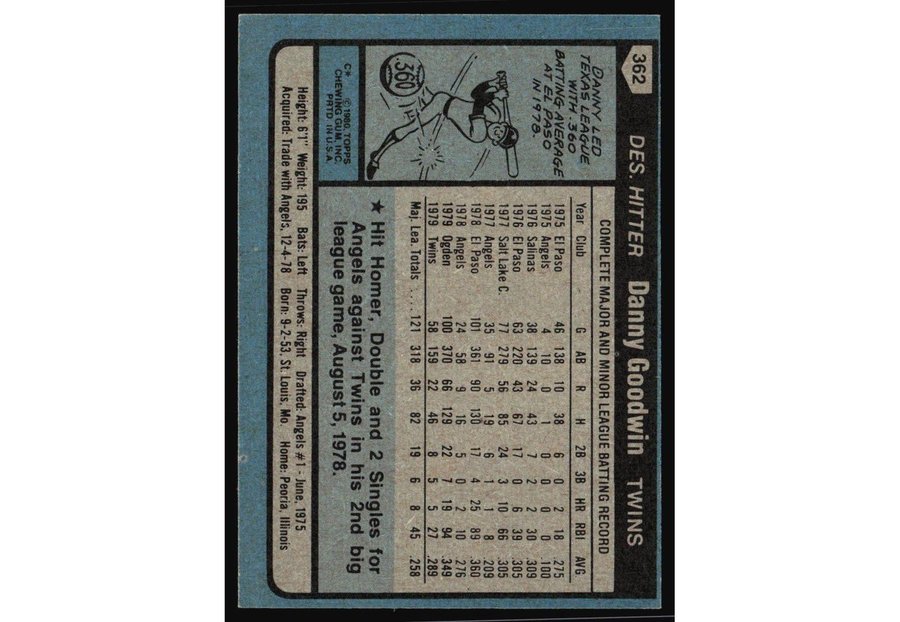 362 DES. HITTER Danny Goodwin TWINS
DANNY LED
TEXAS LEAGUE
WITH .360
BATTING AVERAGE
AT EL PASO
IN 1978.
360
C* © 1980, TOPPS
CHEWING GUM, INC.
PRTD IN U.S.A.
COMPLETE MAJOR AND MINOR LEAGUE BATTING RECORD
Year Club G AB R H 2B 3B HR RBI AVG
1975 El Paso 46 138 10 38 6 0 2 18 .275
1975 Angels 4 10 0 1 0 0 0 0 .100
1976 Salinas 38 139 24 43 7 2 2 30 .309
1976 El Paso 63 220 43 67 17 0 6 39 .305
1977 Salt Lake C. 77 279 56 85 24 3 10 66 .305
1977 Angels 35 91 5 19 6 1 1 8 .209
1978 El Paso 101 361 90 130 17 4 25 89 .360
1978 Angels 24 58 9 16 5 0 2 10 .276
1979 Ogden 100 370 66 129 22 7 19 94 .349
1979 Twins 58 159 22 46 8 5 5 27 .289
Maj. Lea. Totals .... 121 318 36 82 19 6 8 45 .258
★ Hit Homer, Double and 2 Singles for
Angels against Twins in his 2nd big
league game, August 5, 1978.
Height: 6'1" Weight: 195 Bats: Left Throws: Right Drafted: Angels #1 - June, 1975
Acquired: Trade with Angels, 12-4-78 Born: 9-2-53, St. Louis, Mo. Home: Peoria, Illinois